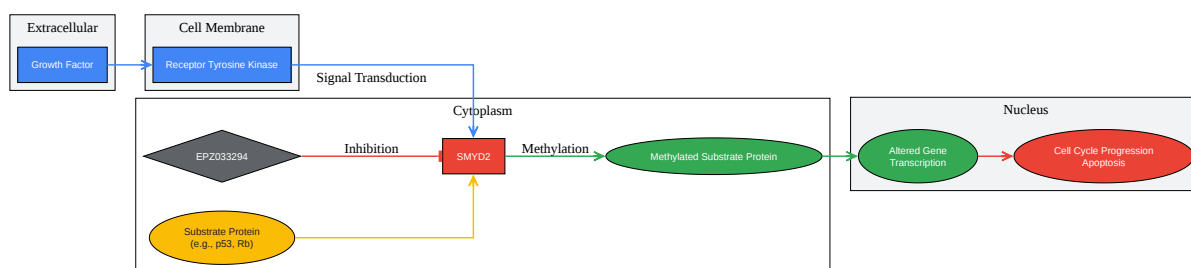 Extracellular
Growth Factor
Cell Membrane
Receptor Tyrosine Kinase
Signal Transduction
Cytoplasm
EPZ033294
Inhibition
SMYD2
Methylation
Methylated Substrate Protein
Substrate Protein
(e.g., p53, Rb)
Nucleus
Altered Gene
Transcription
Cell Cycle Progression
Apoptosis